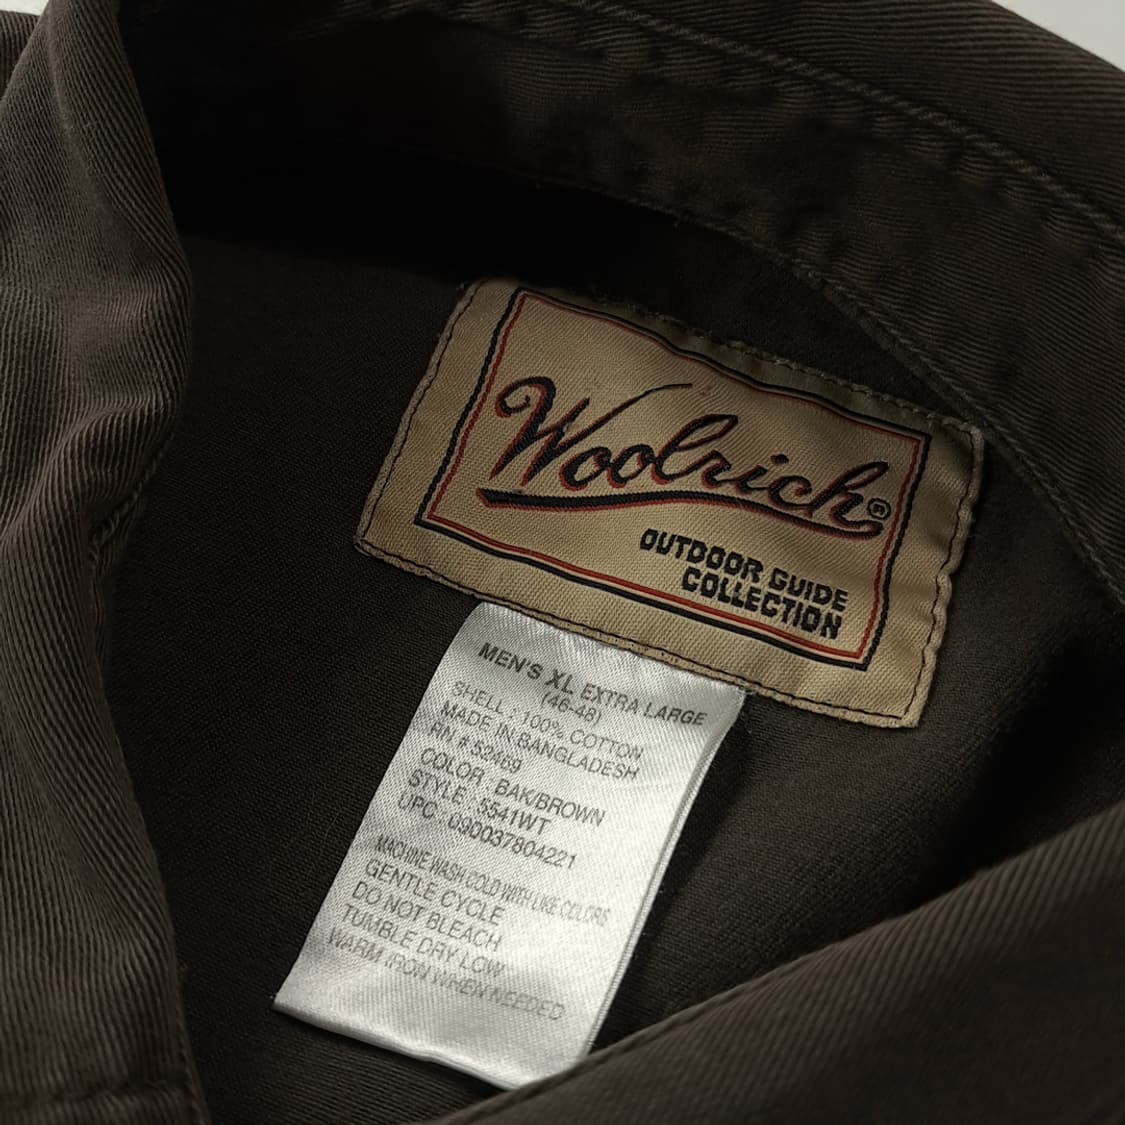 Woolrich®
OUTDOOR GUIDE
COLLECTION
MEN'S XL EXTRA LARGE
(46-48)
SHELL : 100% COTTON
MADE IN BANGLADESH
RN # 52469
COLOR : BAK/BROWN
STYLE : 5541WT
UPC : 090037804221
MACHINE WASH COLD WITH LIKE COLORS
GENTLE CYCLE
DO NOT BLEACH
TUMBLE DRY LOW
WARM IRON WHEN NEEDED